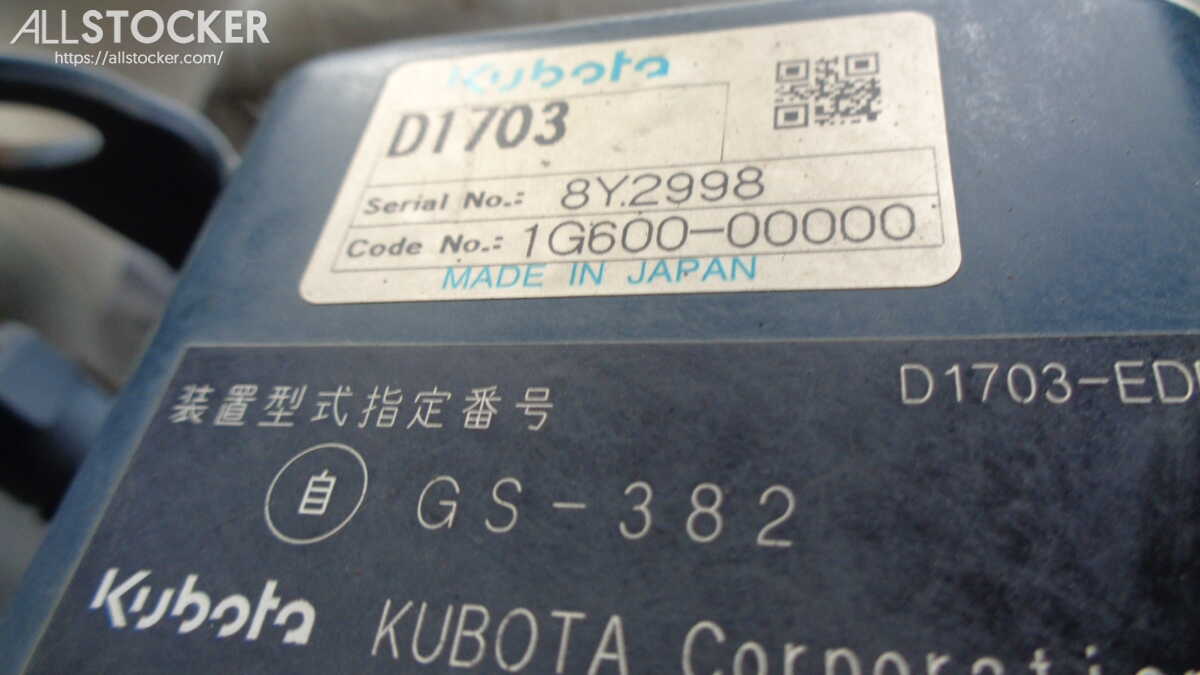 ALLSTOCKER
https://allstocker.com/
Kubota
D1703
Serial No.: 8Y2998
Code No.: 1G600-00000
MADE IN JAPAN
装置型式指定番号 D1703-ED
自 GS-382
Kubota KUBOTA Corporation